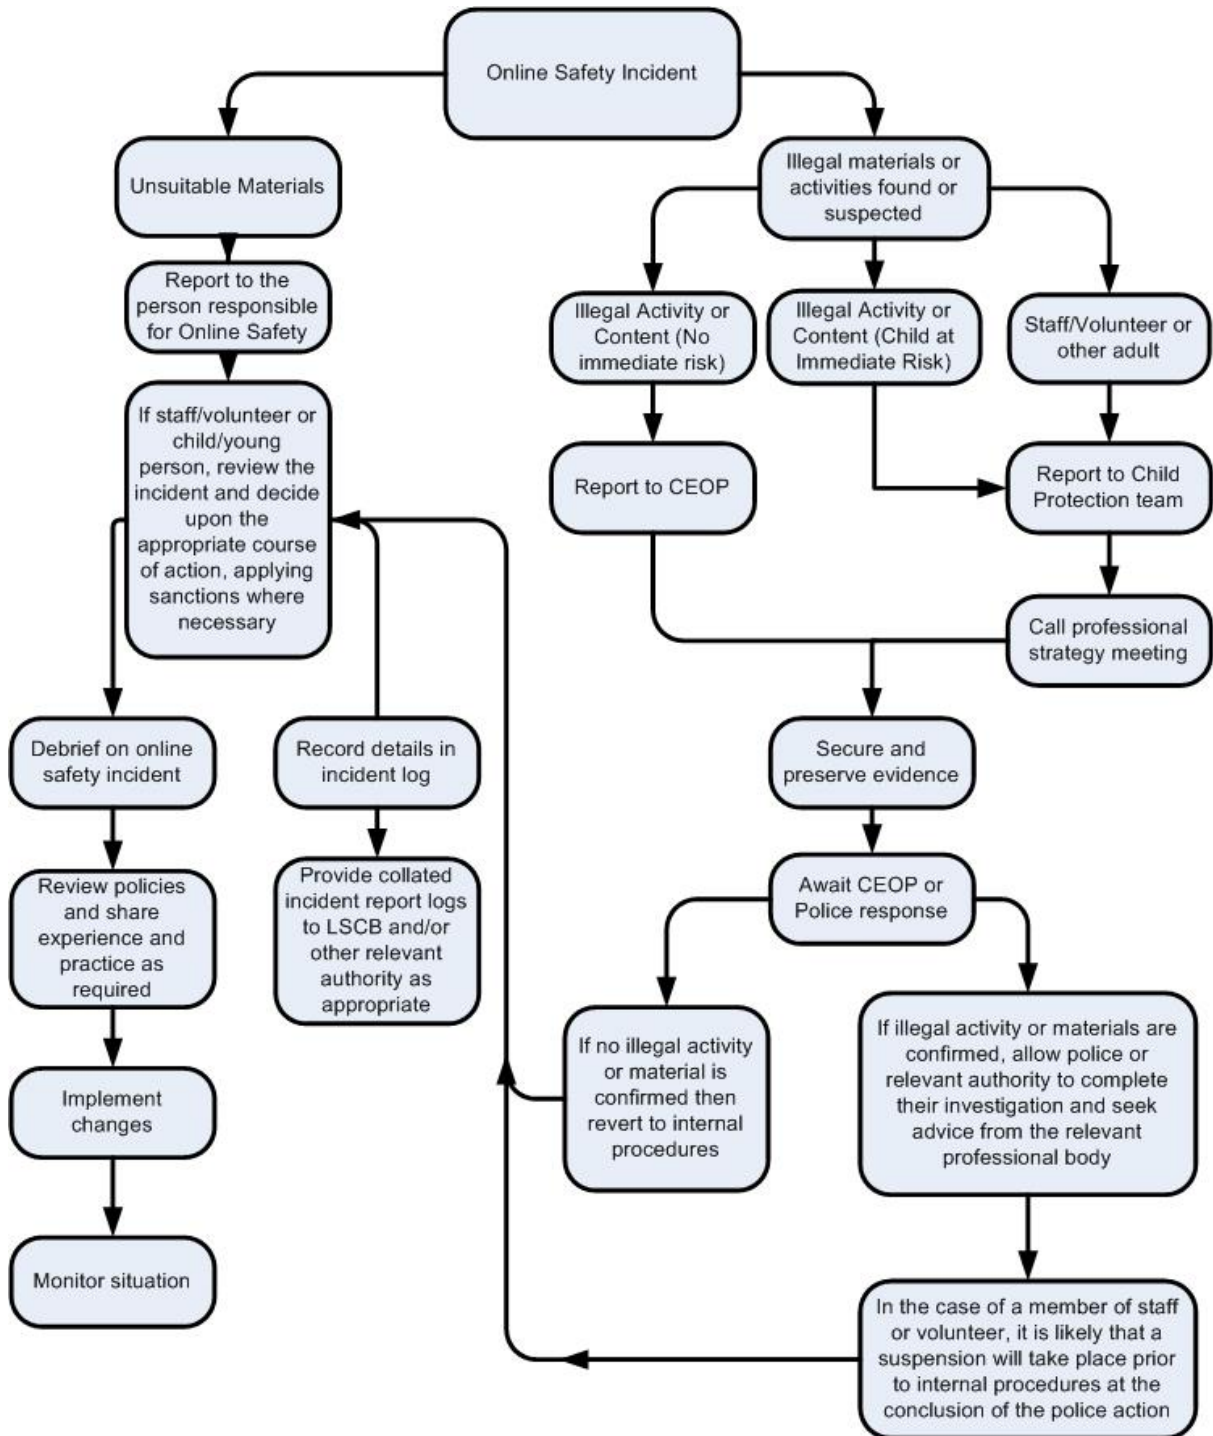 Online Safety Incident
Unsuitable Materials
Illegal materials or
activities found or
suspected
Report to the
person responsible
for Online Safety
Illegal Activity or
Content (No
immediate risk)
Illegal Activity or
Content (Child at
Immediate Risk)
Staff/Volunteer or
other adult
If staff/volunteer or
child/young
person, review the
incident and decide
upon the
appropriate course
of action, applying
sanctions where
necessary
Report to CEOP
Report to Child
Protection team
Call professional
strategy meeting
Debrief on online
safety incident
Record details in
incident log
Secure and
preserve evidence
Review policies
and share
experience and
practice as
required
Provide collated
incident report logs
to LSCB and/or
other relevant
authority as
appropriate
Await CEOP or
Police response
If no illegal activity
or material is
confirmed then
revert to internal
procedures
If illegal activity or materials are
confirmed, allow police or
relevant authority to complete
their investigation and seek
advice from the relevant
professional body
Implement
changes
Monitor situation
In the case of a member of staff
or volunteer, it is likely that a
suspension will take place prior
to internal procedures at the
conclusion of the police action